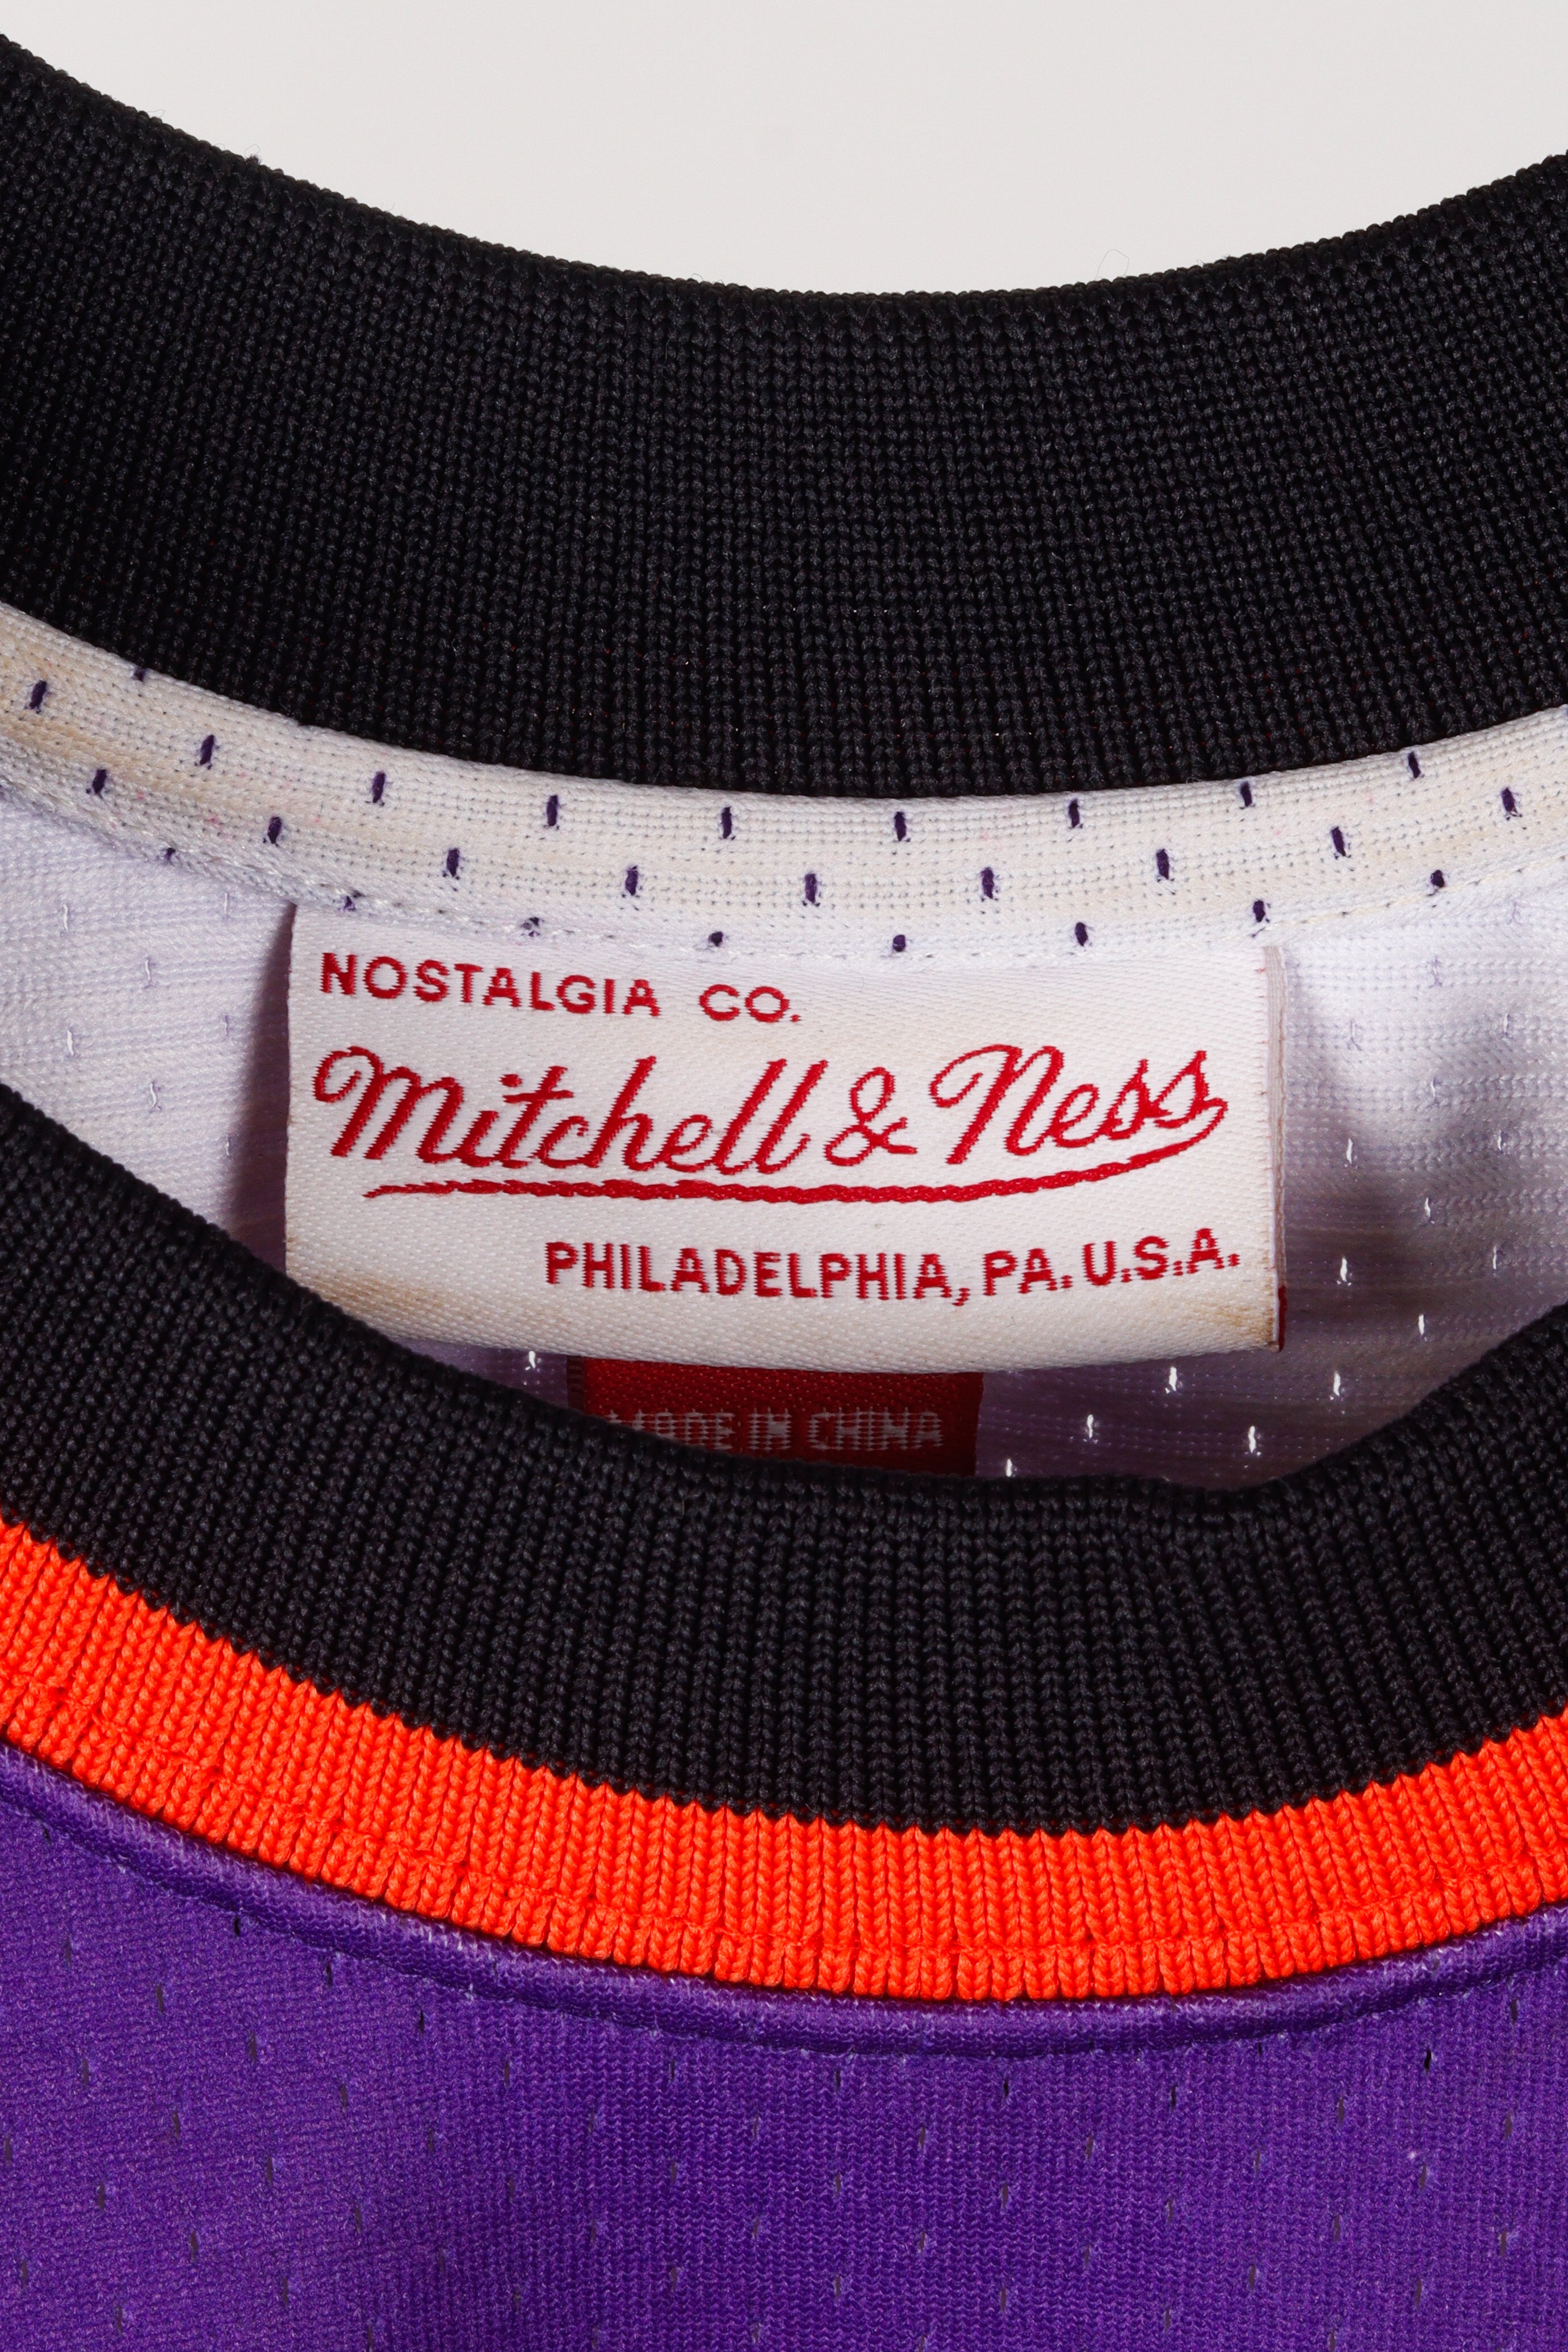 NOSTALGIA CO.
Mitchell & Ness
PHILADELPHIA, PA. U.S.A.
MADE IN CHINA